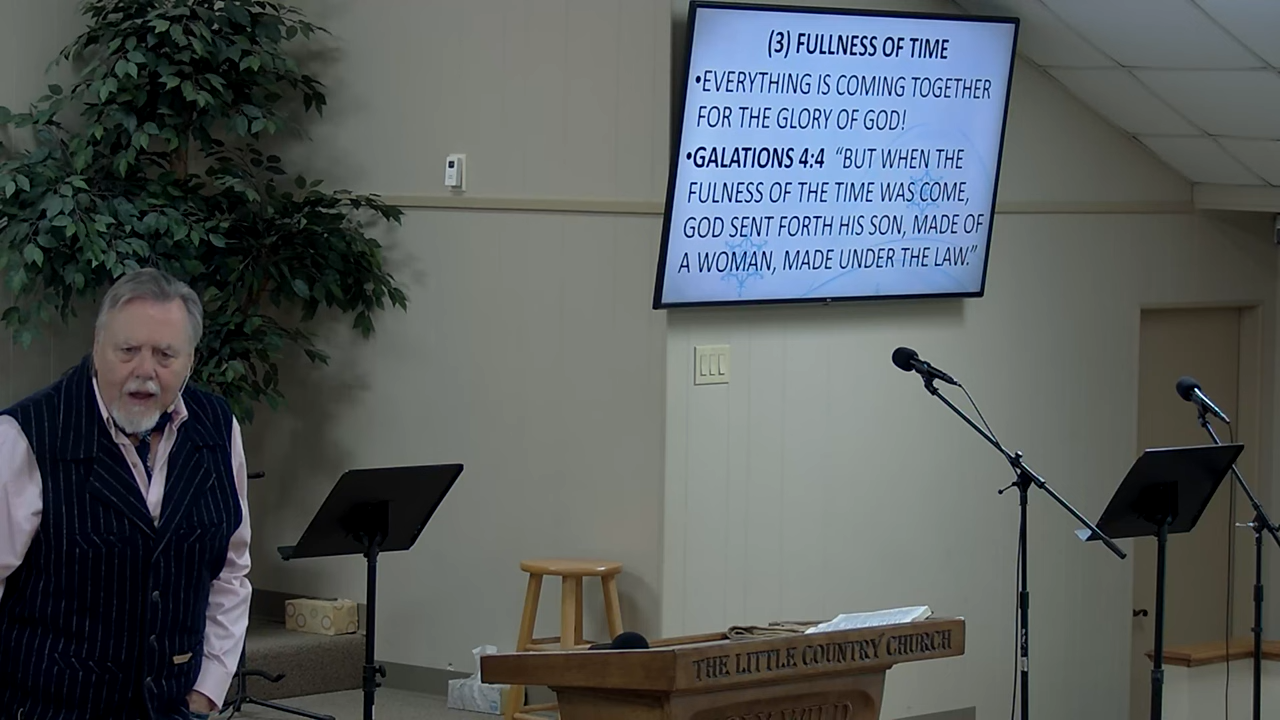 (3) FULLNESS OF TIME
•EVERYTHING IS COMING TOGETHER
FOR THE GLORY OF GOD!
•GALATIONS 4:4 “BUT WHEN THE
FULNESS OF THE TIME WAS COME,
GOD SENT FORTH HIS SON, MADE OF
A WOMAN, MADE UNDER THE LAW.”
THE LITTLE COUNTRY CHURCH